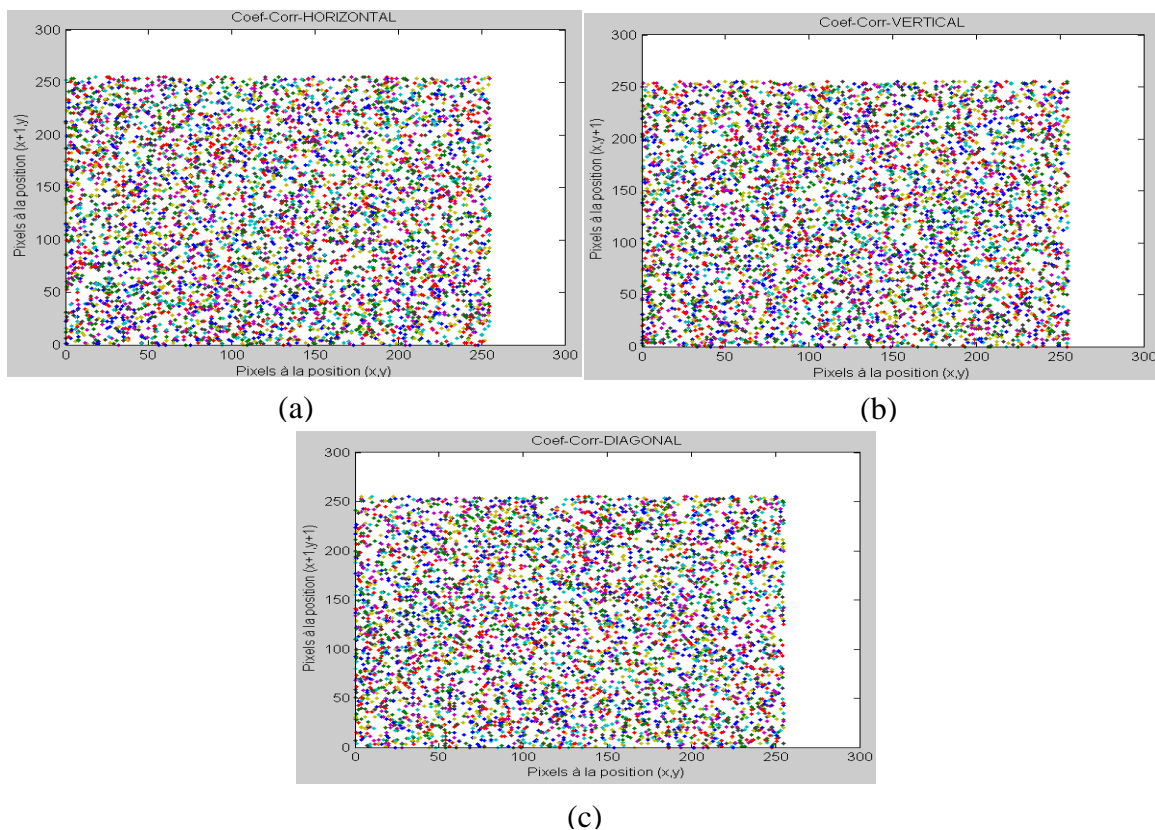 Coef-Corr-HORIZONTAL
300
250
200
150
100
50
0
Pixels à la position (x+1,y)
0 50 100 150 200 250 300
Pixels à la position (x,y)
(a)
Coef-Corr-VERTICAL
300
250
200
150
100
50
0
Pixels à la position (x,y+1)
0 50 100 150 200 250 300
Pixels à la position (x,y)
(b)
Coef-Corr-DIAGONAL
300
250
200
150
100
50
0
Pixels à la position (x+1,y+1)
0 50 100 150 200 250 300
Pixels à la position (x,y)
(c)